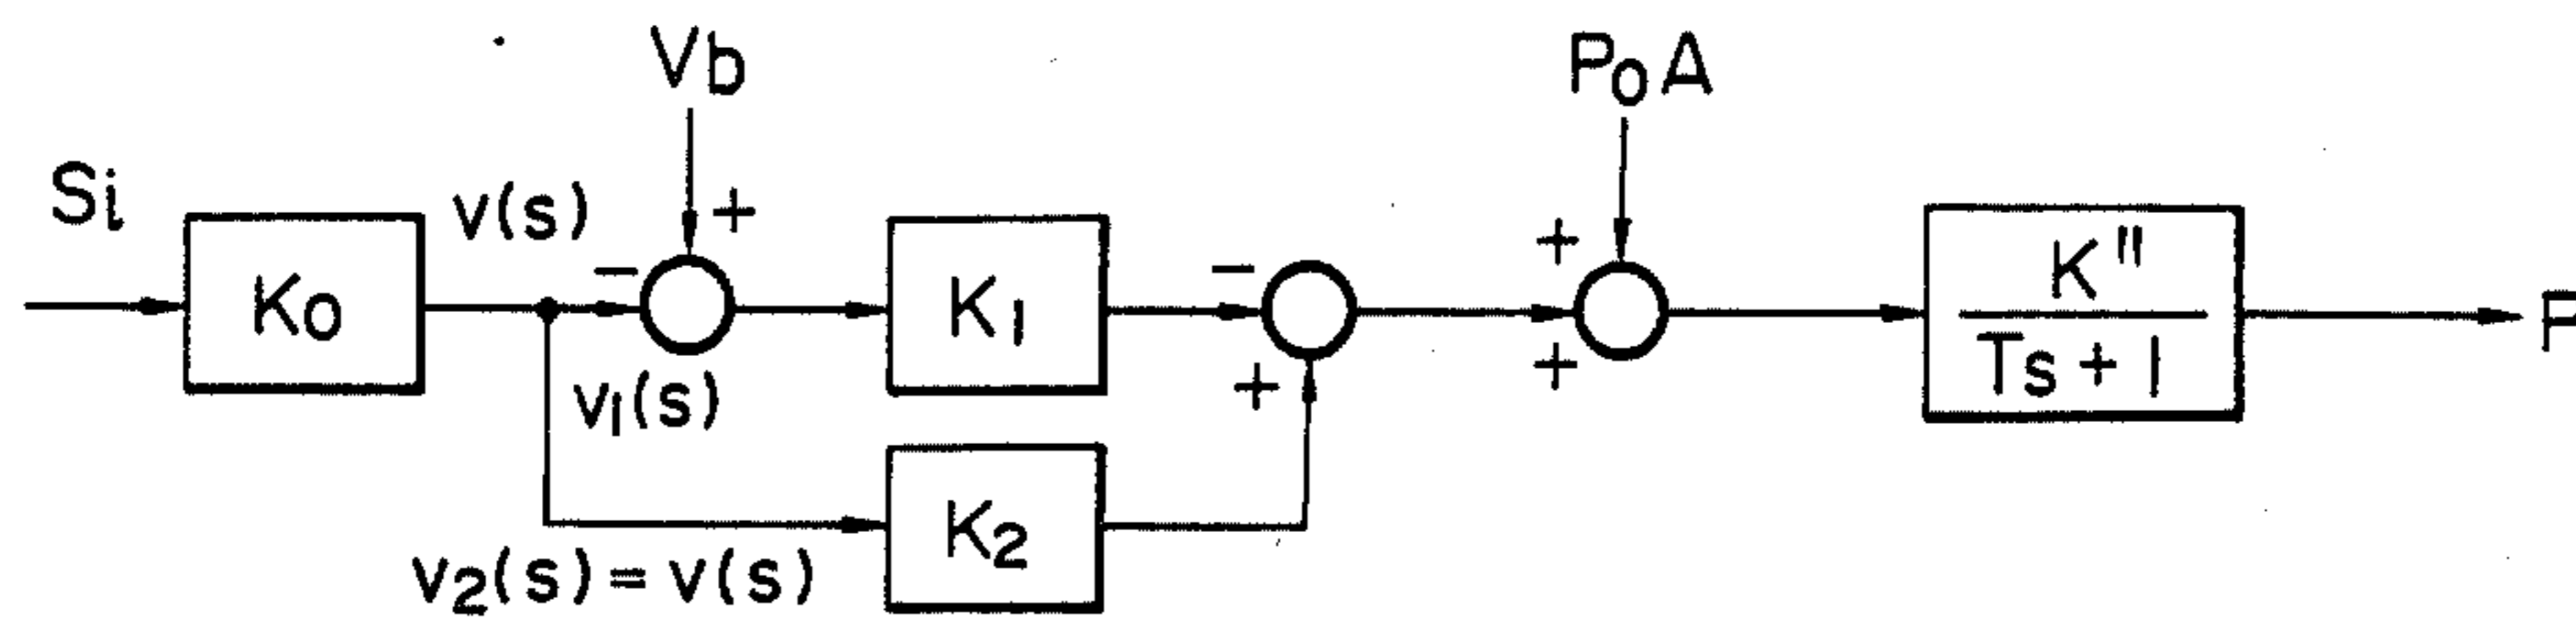 Vb
P₀A
Si
K₀
v(s)
+
−
v₁(s)
K₁
−
+
+
+
K"
Ts + 1
K₂
v₂(s) = v(s)